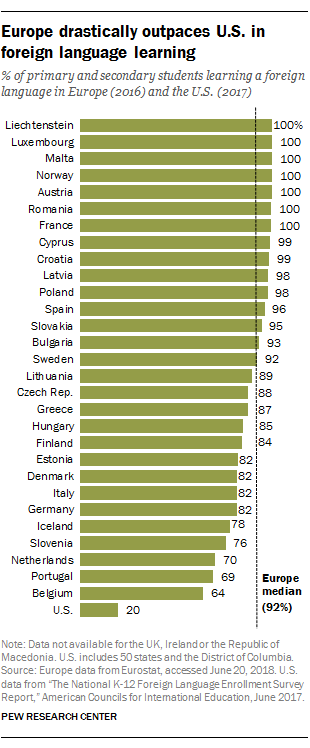 Europe drastically outpaces U.S. in
foreign language learning
% of primary and secondary students learning a foreign
language in Europe (2016) and the U.S. (2017)
Liechtenstein 100%
Luxembourg 100
Malta 100
Norway 100
Austria 100
Romania 100
France 100
Cyprus 99
Croatia 99
Latvia 98
Poland 98
Spain 96
Slovakia 95
Bulgaria 93
Sweden 92
Lithuania 89
Czech Rep. 88
Greece 87
Hungary 85
Finland 84
Estonia 82
Denmark 82
Italy 82
Germany 82
Iceland 78
Slovenia 76
Netherlands 70
Portugal 69
Belgium 64
U.S. 20
Europe
median
(92%)
Note: Data not available for the UK, Ireland or the Republic of
Macedonia. U.S. includes 50 states and the District of Columbia.
Source: Europe data from Eurostat, accessed June 20, 2018. U.S.
data from “The National K-12 Foreign Language Enrollment Survey
Report,” American Councils for International Education, June 2017.
PEW RESEARCH CENTER